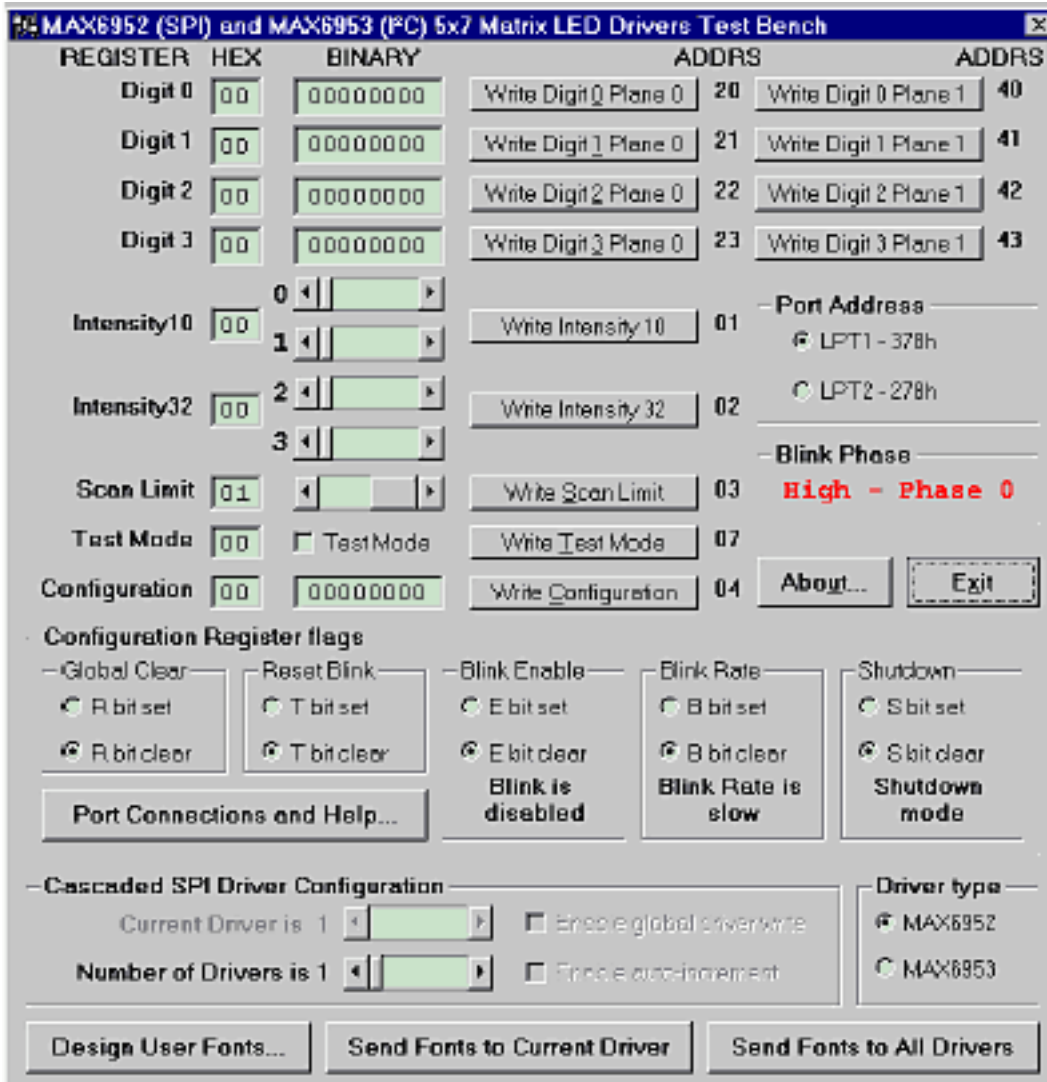 MAX6952 (SPI) and MAX6953 (I²C) 5x7 Matrix LED Drivers Test Bench
REGISTER HEX BINARY ADDRS ADDRS
Digit 0 00 00000000 Write Digit 0 Plane 0 20 Write Digit 0 Plane 1 40
Digit 1 00 00000000 Write Digit 1 Plane 0 21 Write Digit 1 Plane 1 41
Digit 2 00 00000000 Write Digit 2 Plane 0 22 Write Digit 2 Plane 1 42
Digit 3 00 00000000 Write Digit 3 Plane 0 23 Write Digit 3 Plane 1 43
0
Intensity10 00 Write Intensity 10 01
1
Port Address
LPT1 - 378h
LPT2 - 278h
2
Intensity32 00 Write Intensity 32 02
3
Blink Phase
High - Phase 0
Scan Limit 01 Write Scan Limit 03
Test Mode 00 Test Mode Write Test Mode 07
Configuration 00 00000000 Write Configuration 04 About... Exit
Configuration Register flags
Global Clear Reset Blink Blink Enable Blink Rate Shutdown
R bit set T bit set E bit set B bit set S bit set
R bit clear T bit clear E bit clear B bit clear S bit clear
Blink is disabled
Blink Rate is slow
Shutdown mode
Port Connections and Help...
Cascaded SPI Driver Configuration Driver type
Current Driver is 1 Enable global driver write MAX6952
Number of Drivers is 1 Enable auto-increment MAX6953
Design User Fonts... Send Fonts to Current Driver Send Fonts to All Drivers